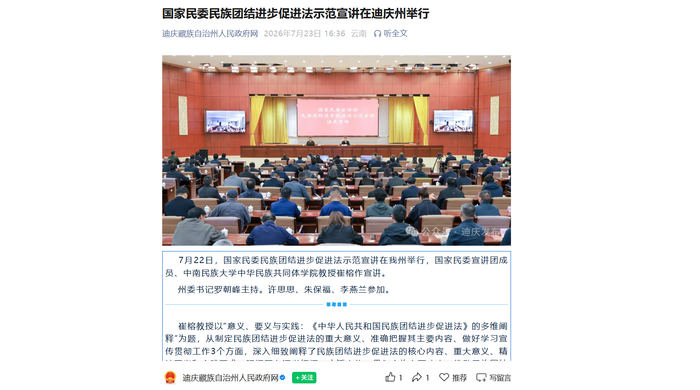 国家民委民族团结进步促进法示范宣讲在迪庆州举行
迪庆藏族自治州人民政府网 2026年7月23日 16:36 云南 听全文
公众号·迪庆发布
7月22日，国家民委民族团结进步促进法示范宣讲在我州举行，国家民委宣讲团成
员、中南民族大学中华民族共同体学院教授崔榕作宣讲。
州委书记罗朝峰主持。许思思、朱保福、李燕兰参加。
崔榕教授以“意义、要义与实践：《中华人民共和国民族团结进步促进法》的多维阐
释”为题，从制定民族团结进步促进法的重大意义、准确把握其主要内容、做好学习宣
传贯彻工作3个方面，深入细致阐释了民族团结进步促进法的核心内容、重大意义、精
迪庆藏族自治州人民政府网 +关注
1 1 推荐 写留言